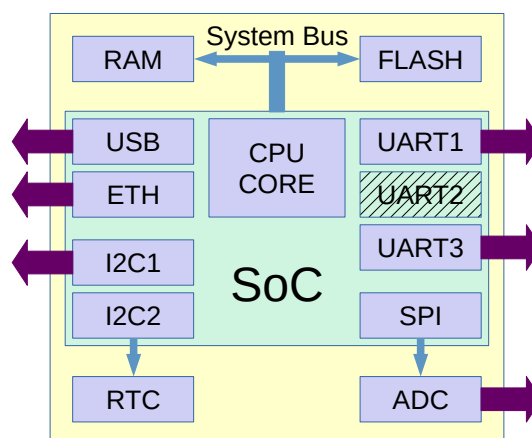 System Bus
RAM
FLASH
USB
CPU
CORE
UART1
ETH
UART2
I2C1
UART3
SoC
I2C2
SPI
RTC
ADC